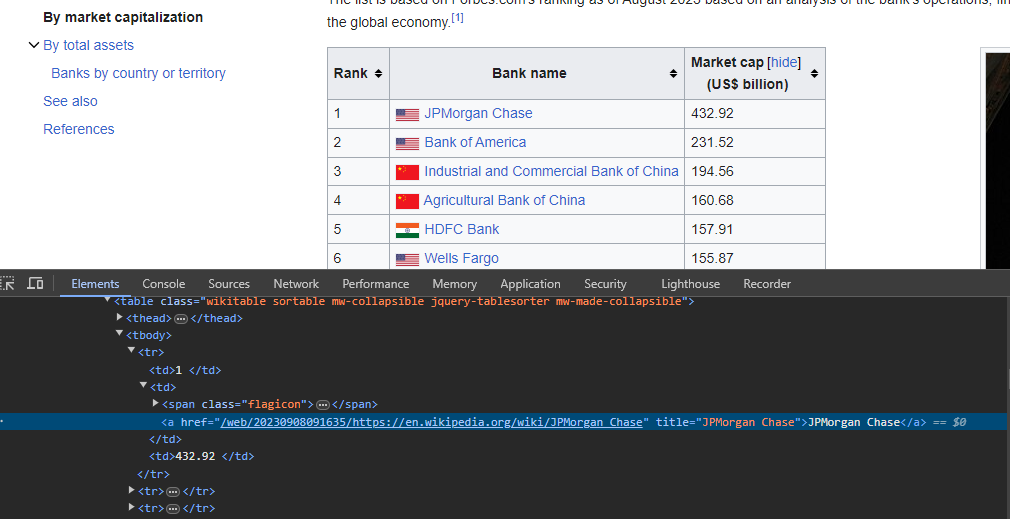 By market capitalization
By total assets
Banks by country or territory
See also
References
The list is based on Forbes.com's ranking as of August 2023 based on an analysis of the bank's operations,
the global economy.[1]
Rank Bank name Market cap [hide] (US$ billion)
1 JPMorgan Chase 432.92
2 Bank of America 231.52
3 Industrial and Commercial Bank of China 194.56
4 Agricultural Bank of China 160.68
5 HDFC Bank 157.91
6 Wells Fargo 155.87
Elements Console Sources Network Performance Memory Application Security Lighthouse Recorder
<table class="wikitable sortable mw-collapsible jquery-tablesorter mw-made-collapsible">
<thead>…</thead>
<tbody>
<tr>
<td>1 </td>
<td>
<span class="flagicon">…</span>
<a href="/web/20230908091635/https://en.wikipedia.org/wiki/JPMorgan_Chase" title="JPMorgan Chase">JPMorgan Chase</a> == $0
</td>
<td>432.92 </td>
</tr>
<tr>…</tr>
<tr>…</tr>